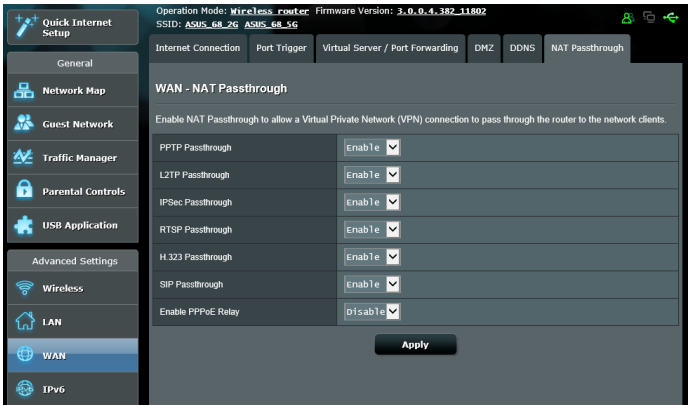 Quick Internet
Setup
General
Network Map
Guest Network
Traffic Manager
Parental Controls
USB Application
Advanced Settings
Wireless
LAN
WAN
IPv6
Operation Mode: Wireless router Firmware Version: 3.0.0.4.382_11802
SSID: ASUS_68_2G ASUS_68_5G
Internet Connection Port Trigger Virtual Server / Port Forwarding DMZ DDNS NAT Passthrough
WAN - NAT Passthrough
Enable NAT Passthrough to allow a Virtual Private Network (VPN) connection to pass through the router to the network clients.
PPTP Passthrough Enable
L2TP Passthrough Enable
IPSec Passthrough Enable
RTSP Passthrough Enable
H.323 Passthrough Enable
SIP Passthrough Enable
Enable PPPoE Relay Disable
Apply